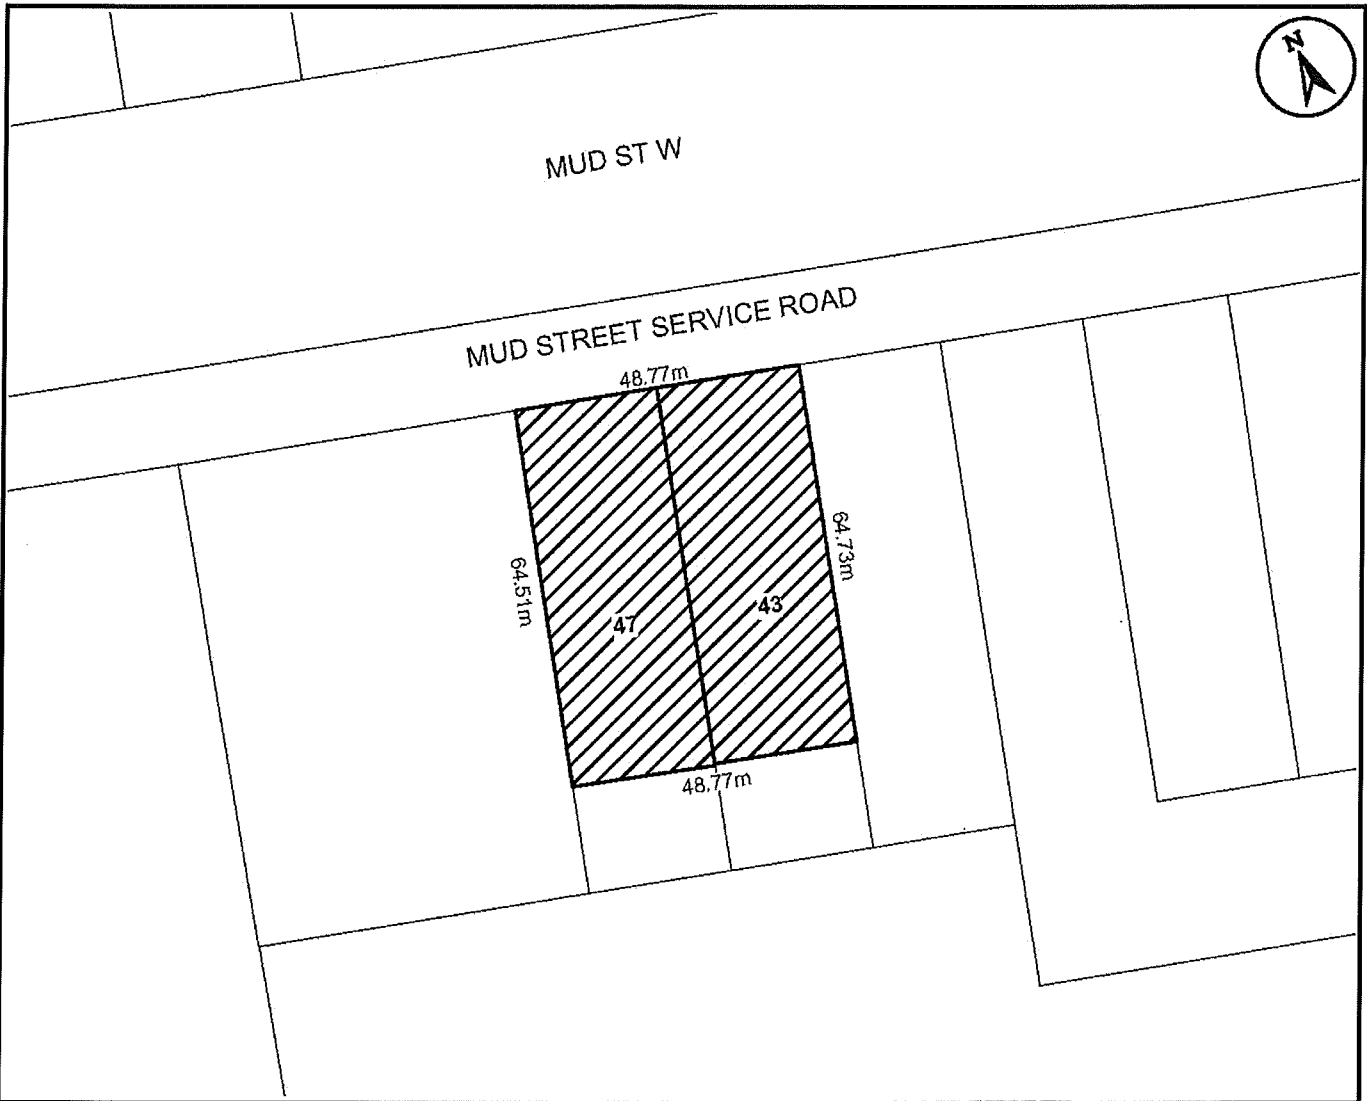 N
MUD ST W
MUD STREET SERVICE ROAD
48.77m
64.51m
64.73m
47
43
48.77m